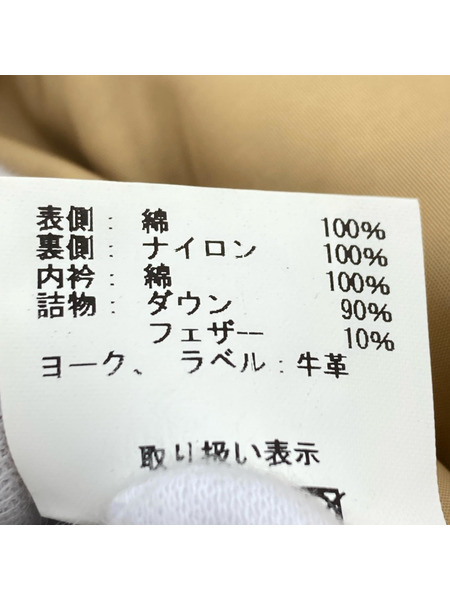 表側： 綿 100%
裏側： ナイロン 100%
内衿： 綿 100%
詰物： ダウン 90%
フェザー 10%
ヨーク、 ラベル：牛革
取り扱い表示